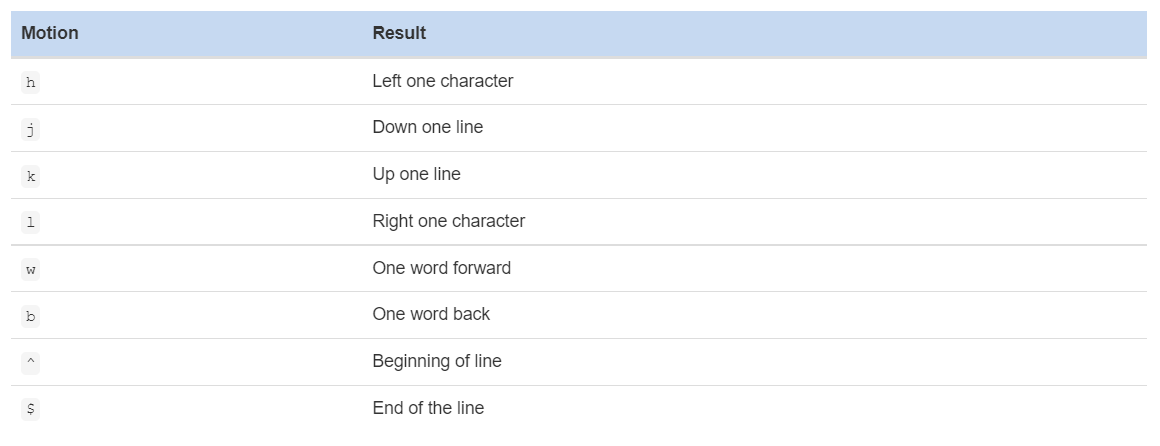 Motion Result
h Left one character
j Down one line
k Up one line
l Right one character
w One word forward
b One word back
^ Beginning of line
$ End of the line